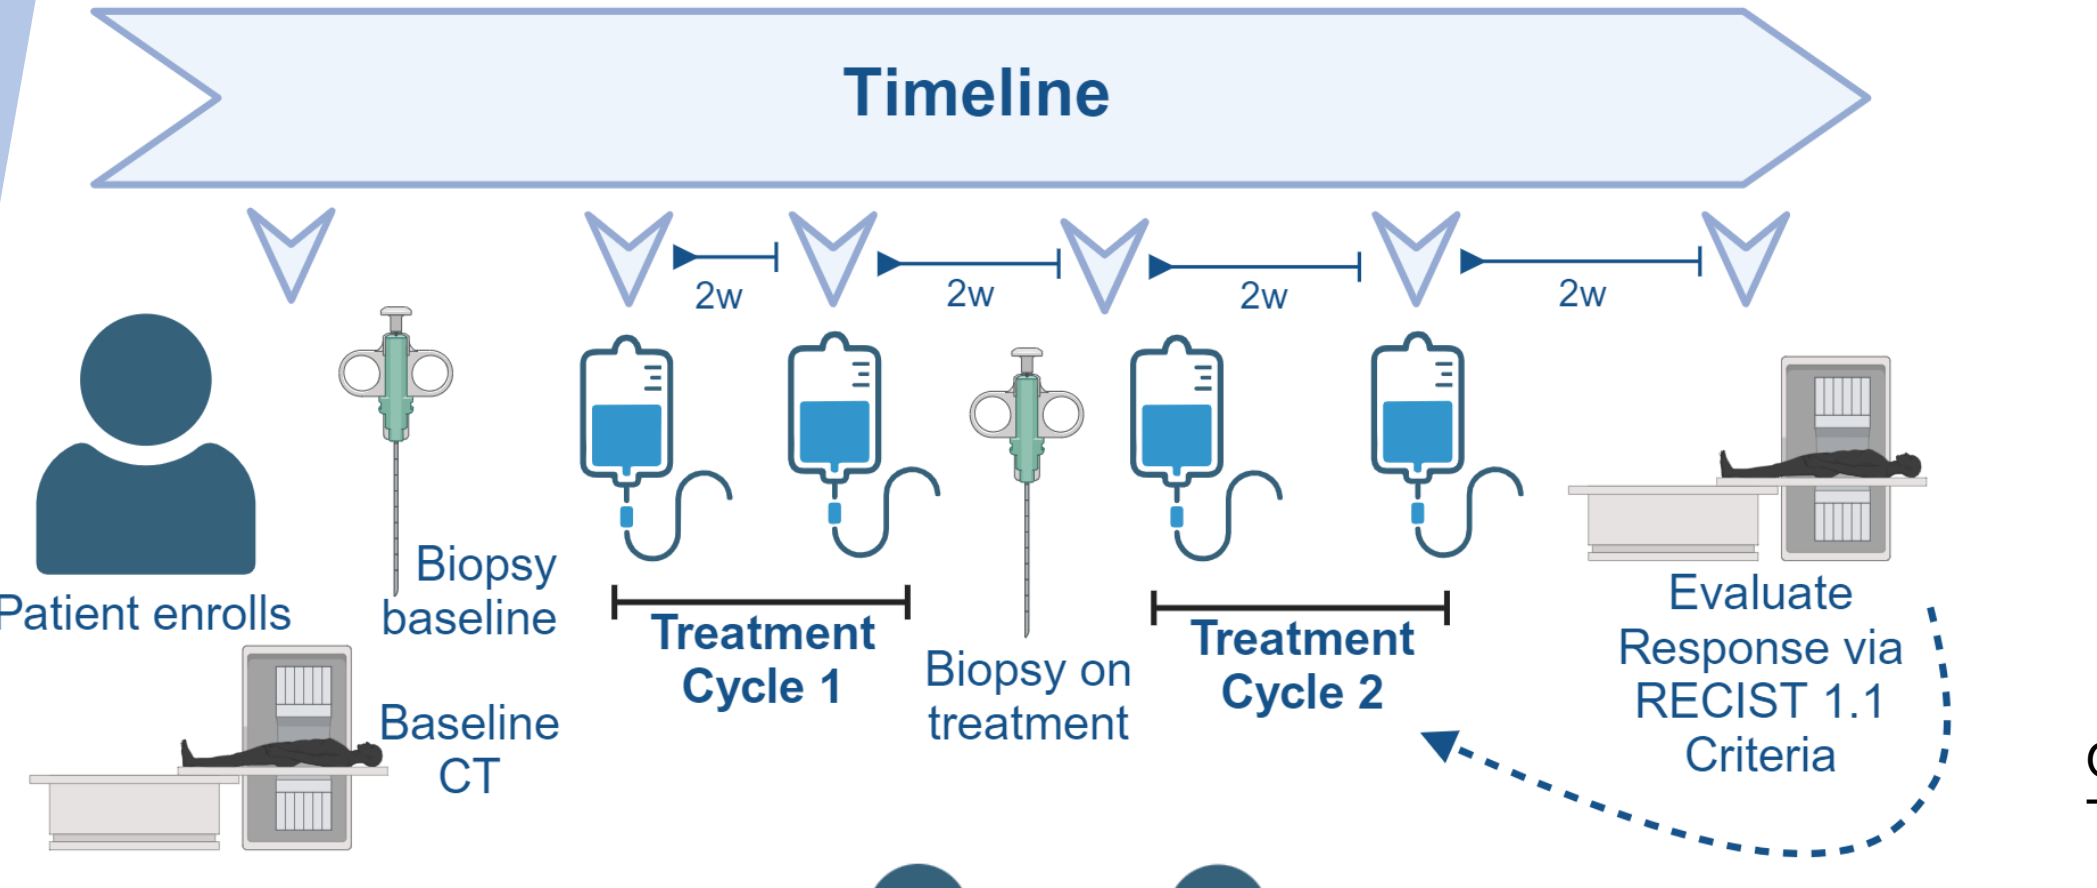 Timeline
2w
2w
2w
2w
Patient enrolls
Biopsy
baseline
Baseline
CT
Treatment
Cycle 1
Biopsy on
treatment
Treatment
Cycle 2
Evaluate
Response via
RECIST 1.1
Criteria